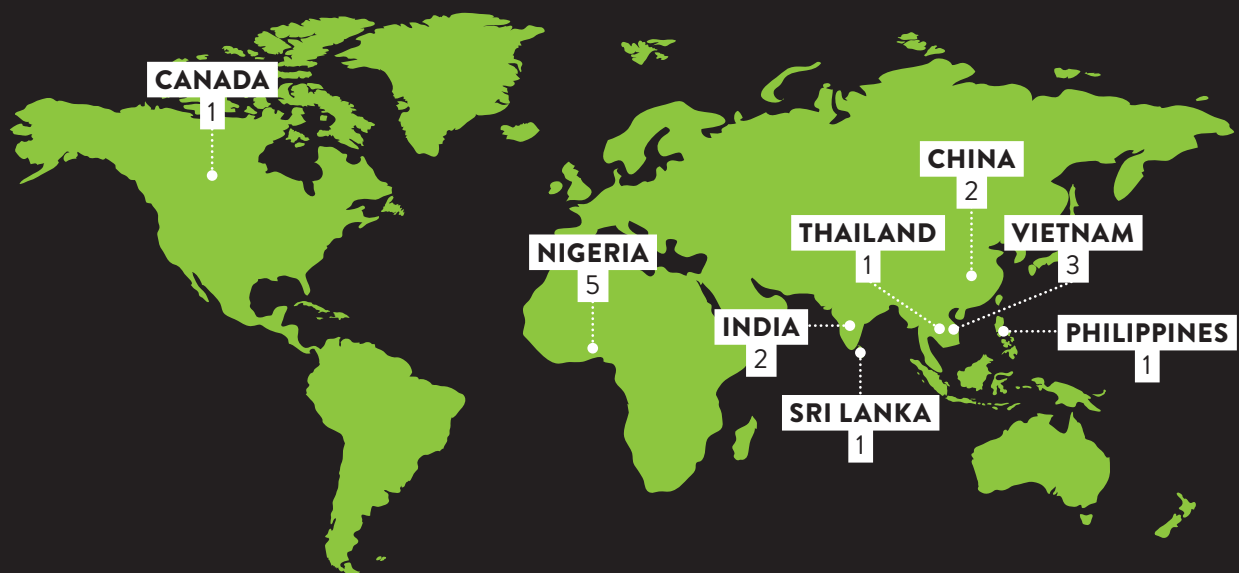 CANADA
1
CHINA
2
THAILAND
1
VIETNAM
3
NIGERIA
5
INDIA
2
PHILIPPINES
1
SRI LANKA
1